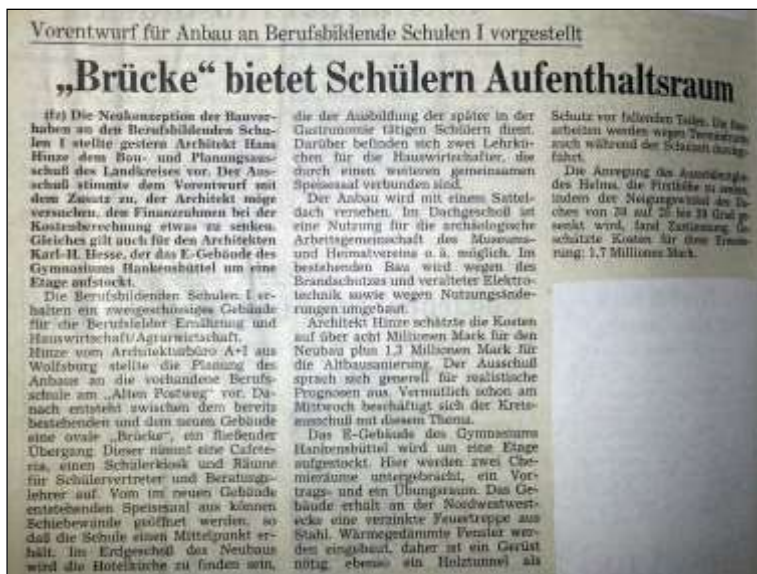 Vorentwurf für Anbau an Berufsbildende Schulen I vorgestellt
„Brücke“ bietet Schülern Aufenthaltsraum
(fz) Die Neukonzeption der Bauvor-
haben an den Berufsbildenden Schu-
len I stellte gestern Architekt Hans
Hinze dem Bau- und Planungsaus-
schuß des Landkreises vor. Der Aus-
schuß stimmte dem Vorentwurf mit
dem Zusatz zu, der Architekt möge
versuchen, den Finanzrahmen bei der
Kostenberechnung etwas zu senken.
Gleiches gilt auch für den Architekten
Karl-H. Hesse, der das E-Gebäude des
Gymnasiums Hankensbüttel um eine
Etage aufstockt.
Die Berufsbildenden Schulen I er-
halten ein zweigeschossiges Gebäude
für die Berufsfelder Ernährung und
Hauswirtschaft/Agrarwirtschaft.
Hinze vom Architekturbüro A+I aus
Wolfsburg stellte die Planung des
Anbaus an die vorhandene Berufs-
schule am „Alten Postweg“ vor. Da-
nach entsteht zwischen dem bereits
bestehenden und dem neuen Gebäude
eine ovale „Brücke“, ein fließender
Übergang. Dieser nimmt eine Cafete-
ria, einen Schülerkiosk und Räume
für Schülervertreter und Beratungs-
lehrer auf. Vom im neuen Gebäude
entstehenden Speisesaal aus können
Schiebewände geöffnet werden, so
daß die Schule einen Mittelpunkt er-
hält. Im Erdgeschoß des Neubaus
wird die Hotelküche zu finden sein,
die der Ausbildung der später in der
Gastronomie tätigen Schülern dient.
Darüber befinden sich zwei Lehrkü-
chen für die Hauswirtschafter, die
durch einen weiteren gemeinsamen
Speisesaal verbunden sind.
Der Anbau wird mit einem Sattel-
dach versehen. Im Dachgeschoß ist
eine Nutzung für die archäologische
Arbeitsgemeinschaft des Museums-
und Heimatvereins o.ä. möglich. Im
bestehenden Bau wird wegen des
Brandschutzes und veralteter Elektro-
technik sowie wegen Nutzungsände-
rungen umgebaut.
Architekt Hinze schätzte die Kosten
auf über acht Millionen Mark für den
Neubau plus Millionen Mark für
die Altbausanierung. Der Ausschuß
sprach sich generell für realistische
Prognosen aus. Vermutlich schon am
Mittwoch beschäftigt sich der Kreis-
ausschuß mit diesem Thema.
Das E-Gebäude des Gymnasiums
Hankensbüttel wird um eine Etage
aufgestockt. Hier werden zwei Che-
mieräume untergebracht, ein Vor-
trags- und ein Übungsraum. Das Ge-
bäude erhält an der Nordwestwest-
ecke eine verzinkte Feuertreppe aus
Stahl. Wärmegedämmte Fenster wer-
den eingebaut, daher ist ein Gerüst
nötig, ebenso ein Holztunnel als
Schutz vor fallenden Teilen. Die Bau-
arbeiten werden wegen Termindruck
auch während der Schulzeit durchge-
führt.
Die Anregung des
Helms, die Firsthöhe zu senken,
indem der Neigungswinkel des Da-
ches von auf bis Grad ge-
senkt wird, fand Zustimmung. Ge-
schätzte Kosten für diese
1,7 Millionen Mark.